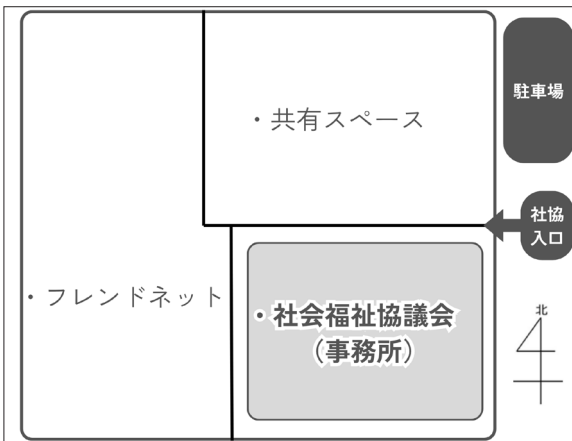 駐車場
・共有スペース
社協
入口
・フレンドネット
・社会福祉協議会
（事務所）
北